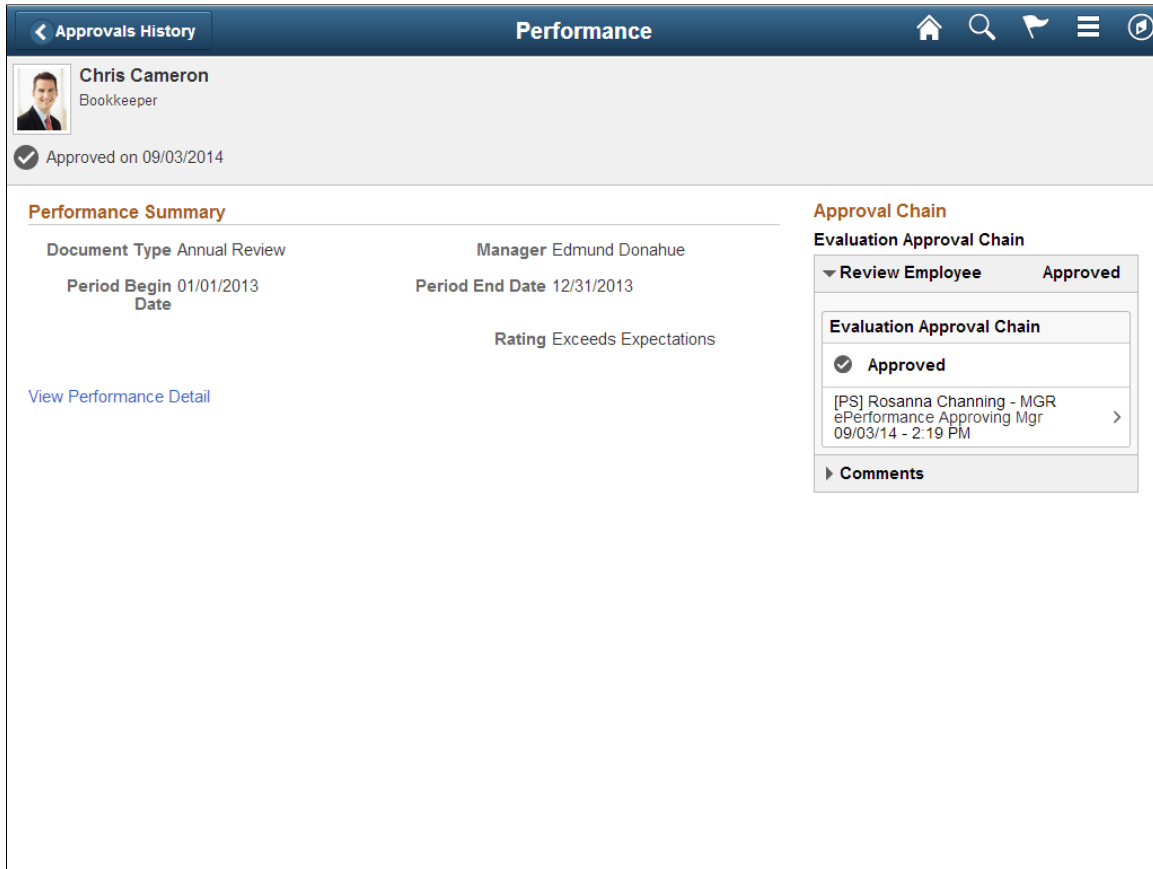 Approvals History
Performance
Chris Cameron
Bookkeeper
Approved on 09/03/2014
Performance Summary
Document Type Annual Review
Manager Edmund Donahue
Period Begin 01/01/2013
Date
Period End Date 12/31/2013
Rating Exceeds Expectations
View Performance Detail
Approval Chain
Evaluation Approval Chain
Review Employee Approved
Evaluation Approval Chain
Approved
[PS] Rosanna Channing - MGR
ePerformance Approving Mgr
09/03/14 - 2:19 PM
Comments